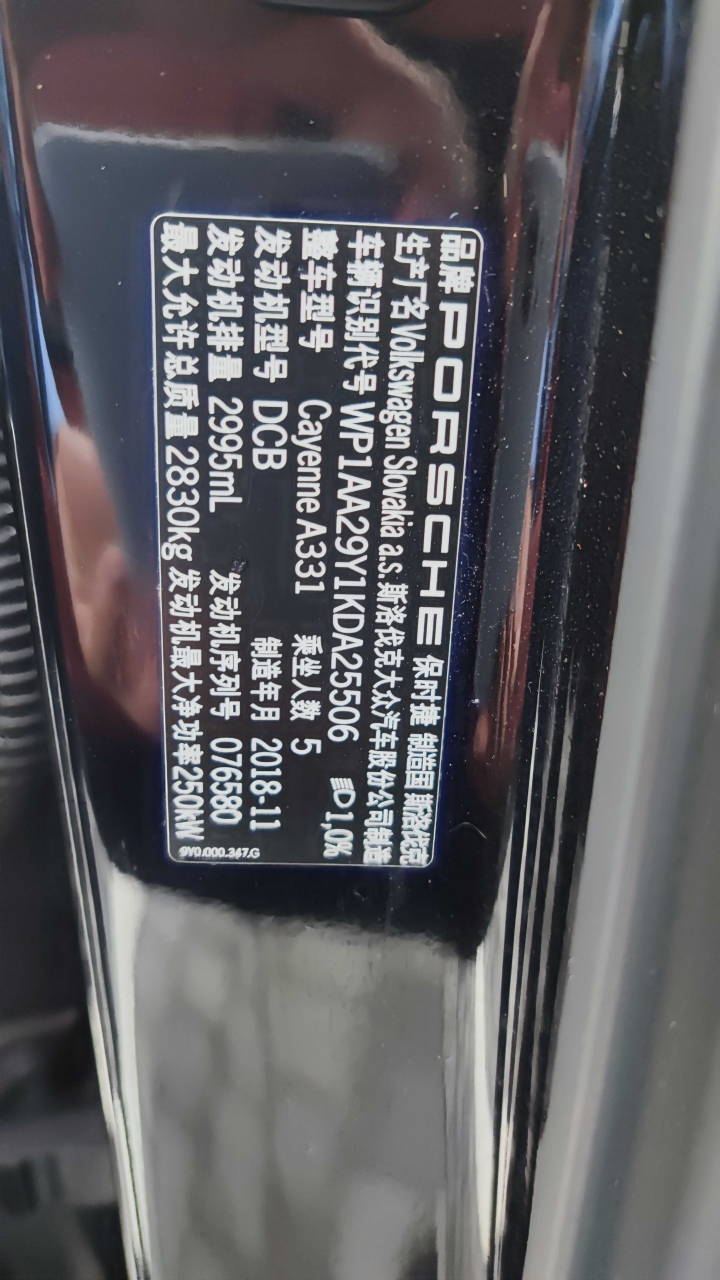 品牌 PORSCHE 保时捷 制造国 斯洛伐克
生产厂名 Volkswagen Slovakia a.s. 斯洛伐克大众汽车股份公司制造
车辆识别代号 WP1AA29Y1KDA25506 1,0%
整车型号 Cayenne A331 乘坐人数 5
发动机型号 DCB 制造年月 2018-11
发动机排量 2995mL 发动机序列号 076580
最大允许总质量 2830kg 发动机最大净功率250kW
9Y0.000.347.G